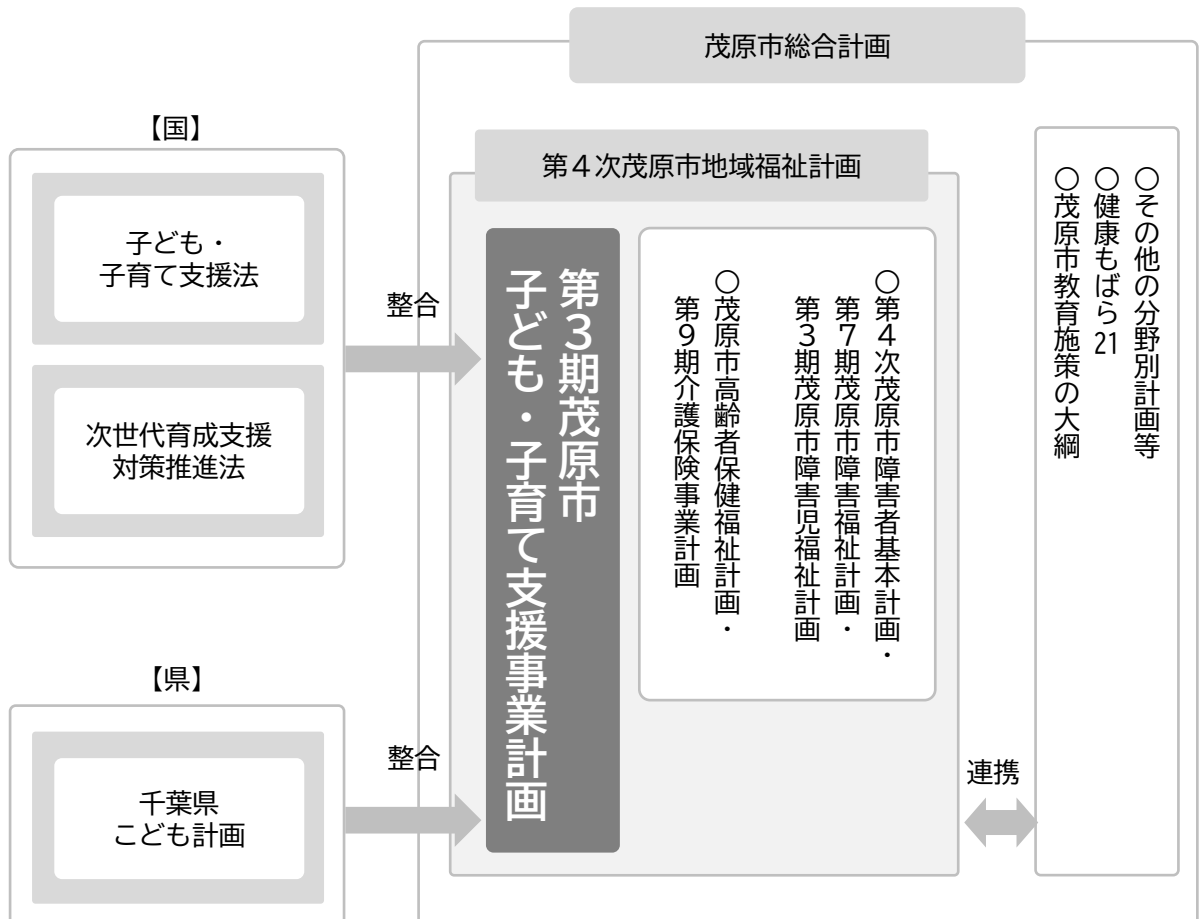 茂原市総合計画
【国】
子ども・
子育て支援法
次世代育成支援
対策推進法
整合
【県】
千葉県
こども計画
整合
第４次茂原市地域福祉計画
第３期茂原市
子ども・子育て支援事業計画
○第４次茂原市障害者基本計画・
第７期茂原市障害福祉計画・
第３期茂原市障害児福祉計画
○茂原市高齢者保健福祉計画・
第９期介護保険事業計画
連携
○その他の分野別計画等
○健康もばら21
○茂原市教育施策の大綱